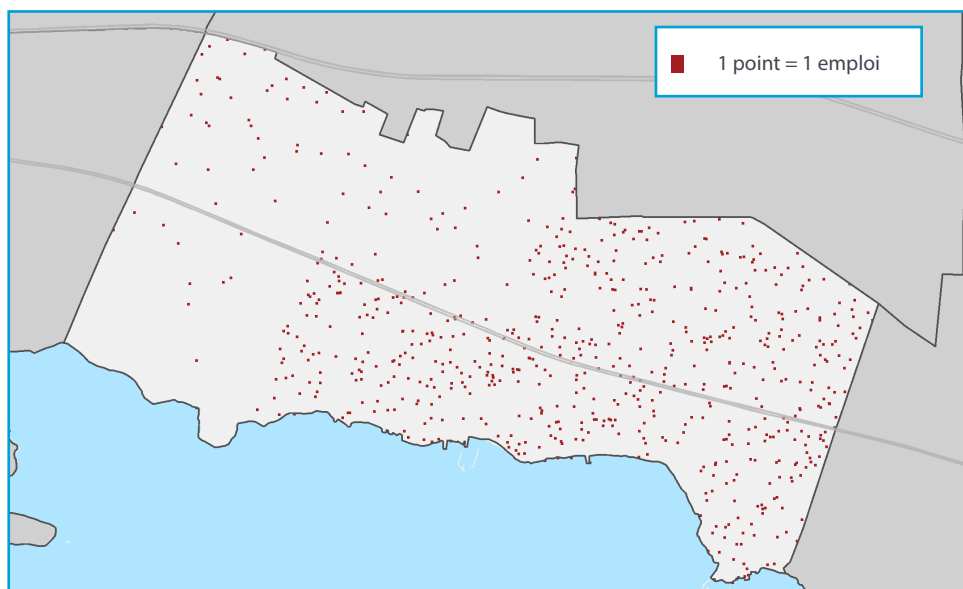 1 point = 1 emploi